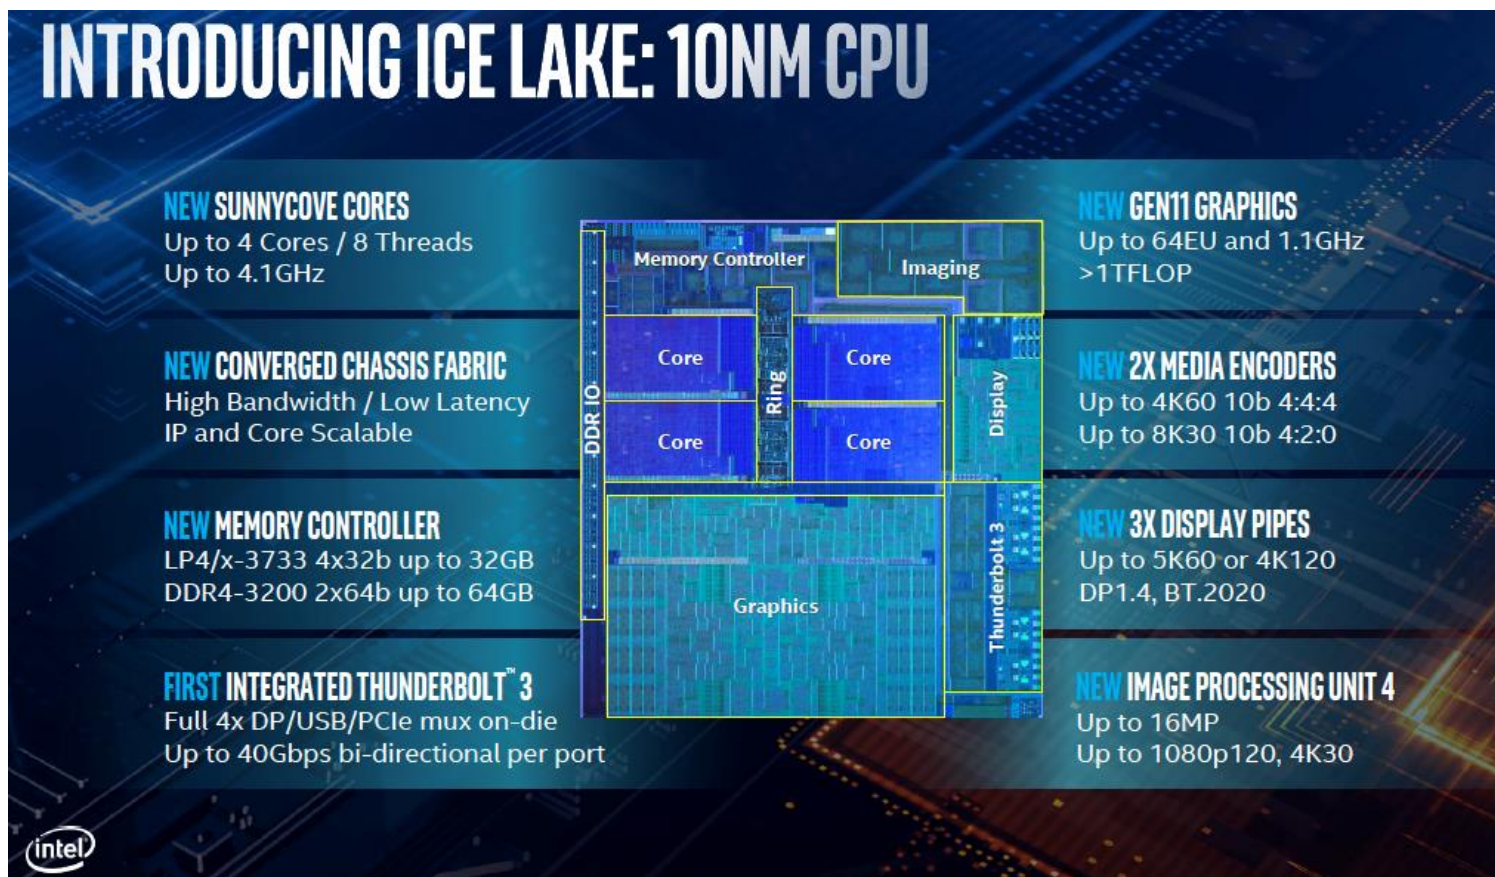 INTRODUCING ICE LAKE: 10NM CPU
NEW SUNNYCOVE CORES
Up to 4 Cores / 8 Threads
Up to 4.1GHz
NEW CONVERGED CHASSIS FABRIC
High Bandwidth / Low Latency
IP and Core Scalable
NEW MEMORY CONTROLLER
LP4/x-3733 4x32b up to 32GB
DDR4-3200 2x64b up to 64GB
FIRST INTEGRATED THUNDERBOLT™ 3
Full 4x DP/USB/PCIe mux on-die
Up to 40Gbps bi-directional per port
Memory Controller
Imaging
Core
Core
Ring
DDR IO
Display
Core
Core
Graphics
Thunderbolt 3
NEW GEN11 GRAPHICS
Up to 64EU and 1.1GHz
>1TFLOP
NEW 2X MEDIA ENCODERS
Up to 4K60 10b 4:4:4
Up to 8K30 10b 4:2:0
NEW 3X DISPLAY PIPES
Up to 5K60 or 4K120
DP1.4, BT.2020
NEW IMAGE PROCESSING UNIT 4
Up to 16MP
Up to 1080p120, 4K30
intel